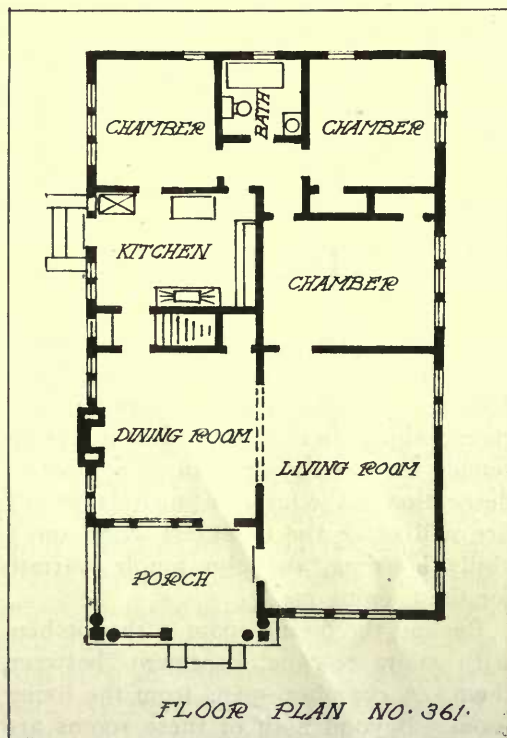 CHAMBER
BATH
CHAMBER
KITCHEN
CHAMBER
DINING ROOM
LIVING ROOM
PORCH
FLOOR PLAN NO. 361.